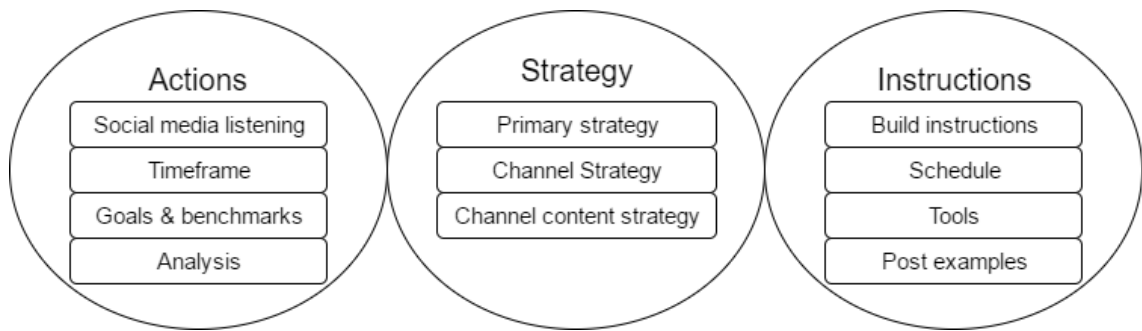 Actions
Social media listening
Timeframe
Goals & benchmarks
Analysis
Strategy
Primary strategy
Channel Strategy
Channel content strategy
Instructions
Build instructions
Schedule
Tools
Post examples